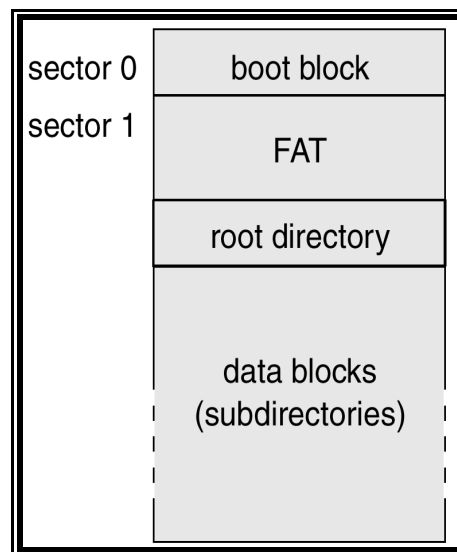 sector 0
boot block
sector 1
FAT
root directory
data blocks
(subdirectories)